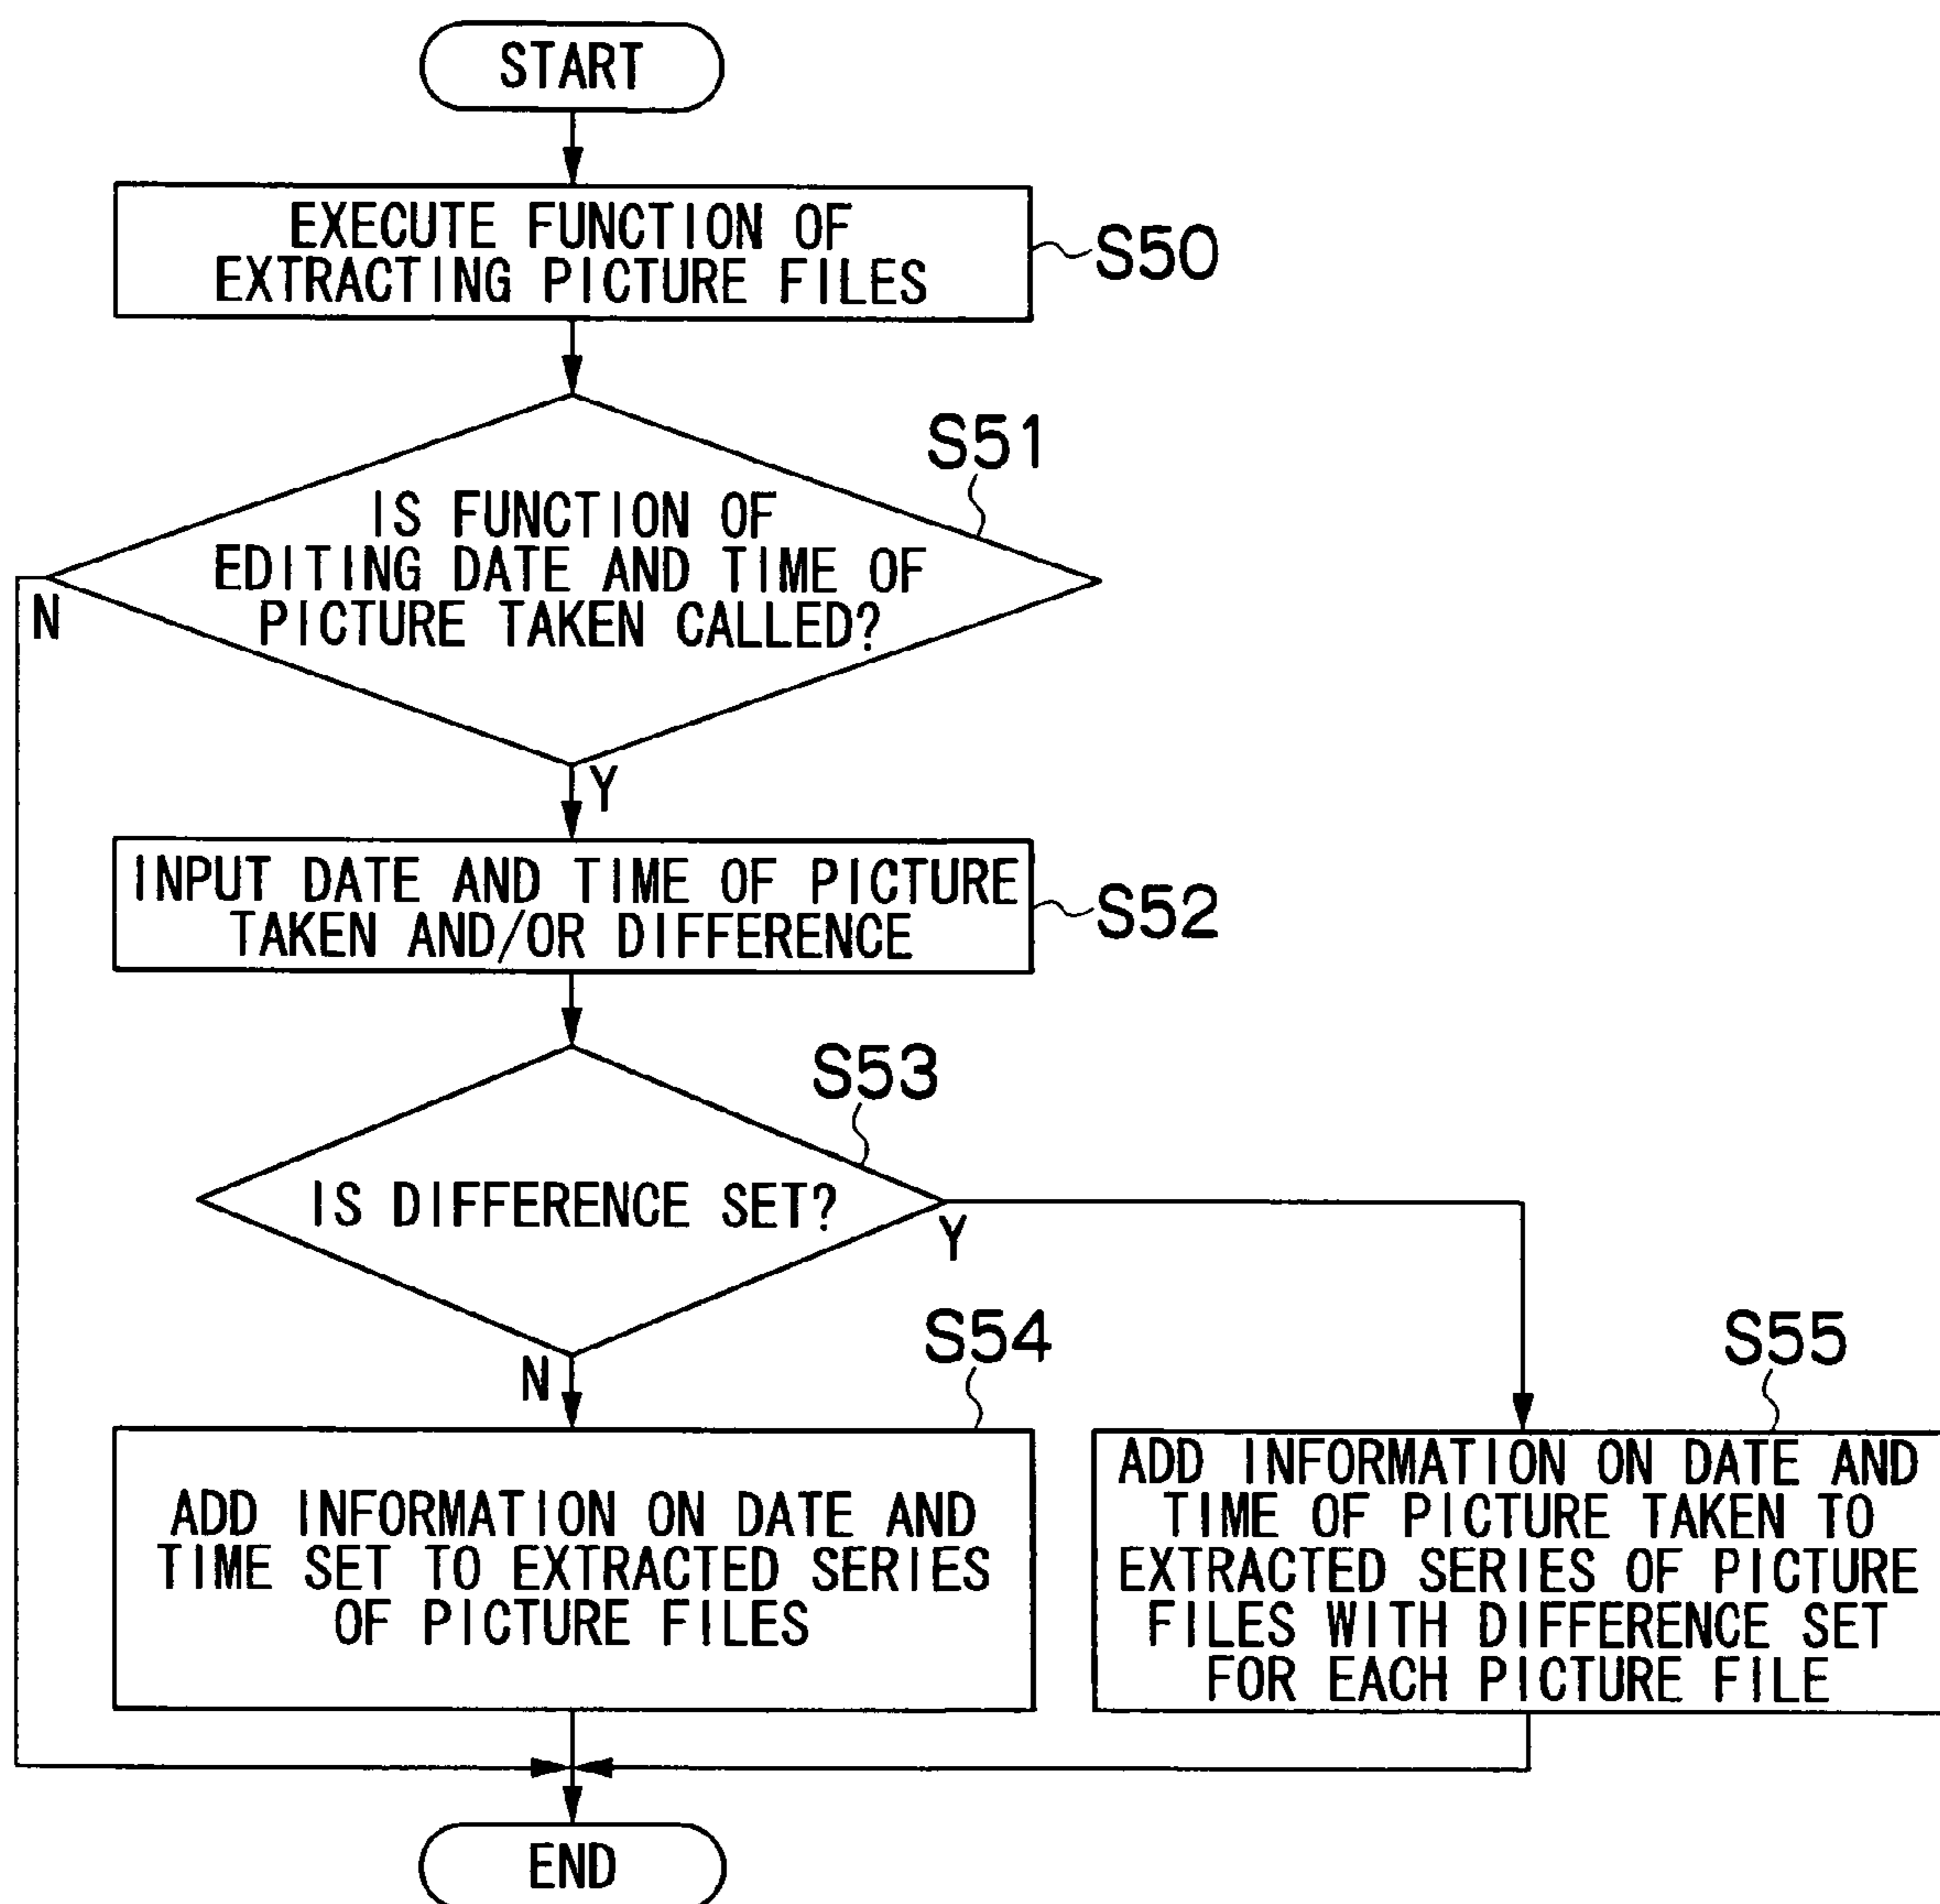 START
EXECUTE FUNCTION OF
EXTRACTING PICTURE FILES
S50
S51
IS FUNCTION OF
EDITING DATE AND TIME OF
PICTURE TAKEN CALLED?
N
Y
INPUT DATE AND TIME OF PICTURE
TAKEN AND/OR DIFFERENCE
S52
S53
IS DIFFERENCE SET?
Y
N
S54
ADD INFORMATION ON DATE AND
TIME SET TO EXTRACTED SERIES
OF PICTURE FILES
S55
ADD INFORMATION ON DATE AND
TIME OF PICTURE TAKEN TO
EXTRACTED SERIES OF PICTURE
FILES WITH DIFFERENCE SET
FOR EACH PICTURE FILE
END